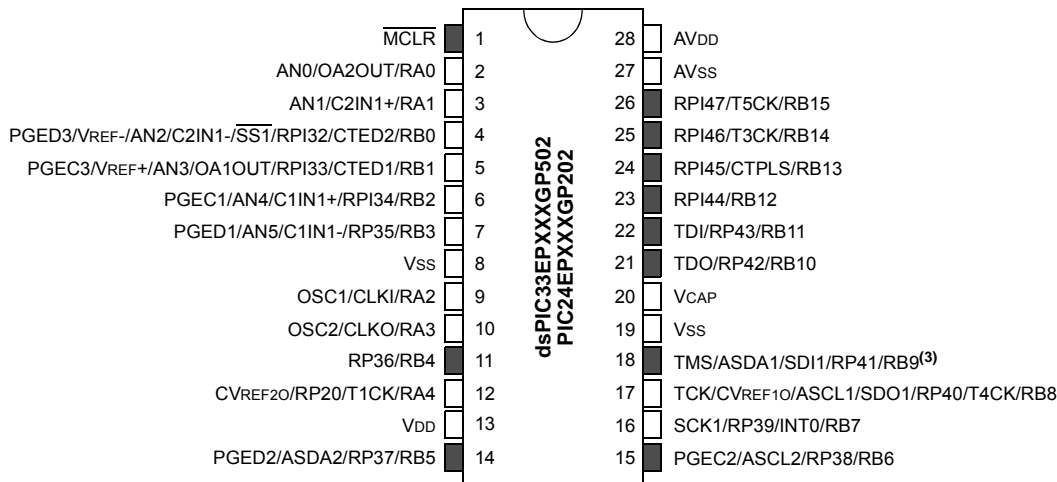 MCLR 1
AN0/OA2OUT/RA0 2
AN1/C2IN1+/RA1 3
PGED3/VREF-/AN2/C2IN1-/SS1/RPI32/CTED2/RB0 4
PGEC3/VREF+/AN3/OA1OUT/RPI33/CTED1/RB1 5
PGEC1/AN4/C1IN1+/RPI34/RB2 6
PGED1/AN5/C1IN1-/RP35/RB3 7
VSS 8
OSC1/CLKI/RA2 9
OSC2/CLKO/RA3 10
RP36/RB4 11
CVREF2O/RP20/T1CK/RA4 12
VDD 13
PGED2/ASDA2/RP37/RB5 14
dsPIC33EPXXXGP502
PIC24EPXXXGP202
28 AVDD
27 AVSS
26 RPI47/T5CK/RB15
25 RPI46/T3CK/RB14
24 RPI45/CTPLS/RB13
23 RPI44/RB12
22 TDI/RP43/RB11
21 TDO/RP42/RB10
20 VCAP
19 VSS
18 TMS/ASDA1/SDI1/RP41/RB9(3)
17 TCK/CVREF1O/ASCL1/SDO1/RP40/T4CK/RB8
16 SCK1/RP39/INT0/RB7
15 PGEC2/ASCL2/RP38/RB6